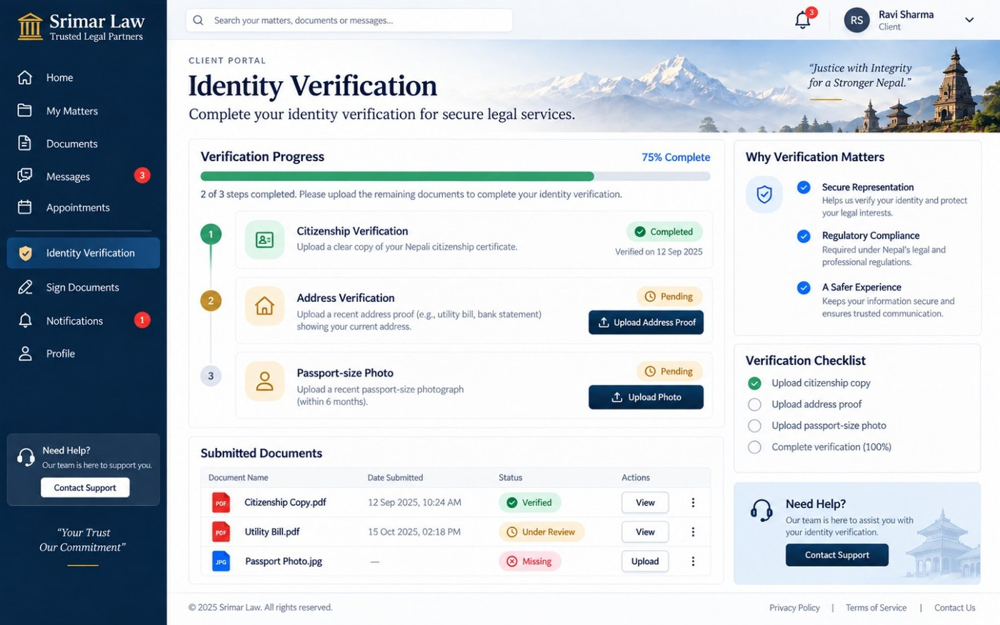 Srimar Law
Trusted Legal Partners
Home
My Matters
Documents
Messages
3
Appointments
Identity Verification
Sign Documents
Notifications
1
Profile
Need Help?
Our team is here to support you.
Contact Support
“Your Trust
Our Commitment”
Search your matters, documents or messages...
3
RS
Ravi Sharma
Client
CLIENT PORTAL
Identity Verification
Complete your identity verification for secure legal services.
“Justice with Integrity
for a Stronger Nepal.”
Verification Progress
75% Complete
2 of 3 steps completed. Please upload the remaining documents to complete your identity verification.
1
Citizenship Verification
Upload a clear copy of your Nepali citizenship certificate.
Completed
Verified on 12 Sep 2025
2
Address Verification
Upload a recent address proof (e.g., utility bill, bank statement)
showing your current address.
Pending
Upload Address Proof
3
Passport-size Photo
Upload a recent passport-size photograph
(within 6 months).
Pending
Upload Photo
Submitted Documents
Document Name Date Submitted Status Actions
PDF Citizenship Copy.pdf 12 Sep 2025, 10:24 AM Verified View
PDF Utility Bill.pdf 15 Oct 2025, 02:18 PM Under Review View
JPG Passport Photo.jpg — Missing Upload
Why Verification Matters
Secure Representation
Helps us verify your identity and protect
your legal interests.
Regulatory Compliance
Required under Nepal's legal and
professional regulations.
A Safer Experience
Keeps your information secure and
ensures trusted communication.
Verification Checklist
Upload citizenship copy
Upload address proof
Upload passport-size photo
Complete verification (100%)
Need Help?
Our team is here to assist you with
your identity verification.
Contact Support
© 2025 Srimar Law. All rights reserved.
Privacy Policy | Terms of Service | Contact Us